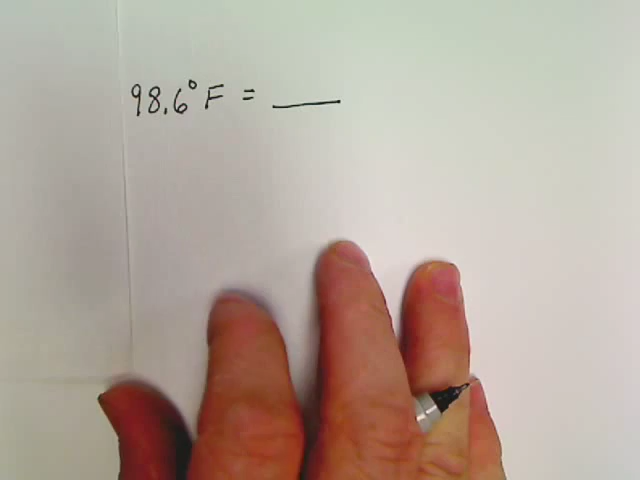 98.6° F = ____